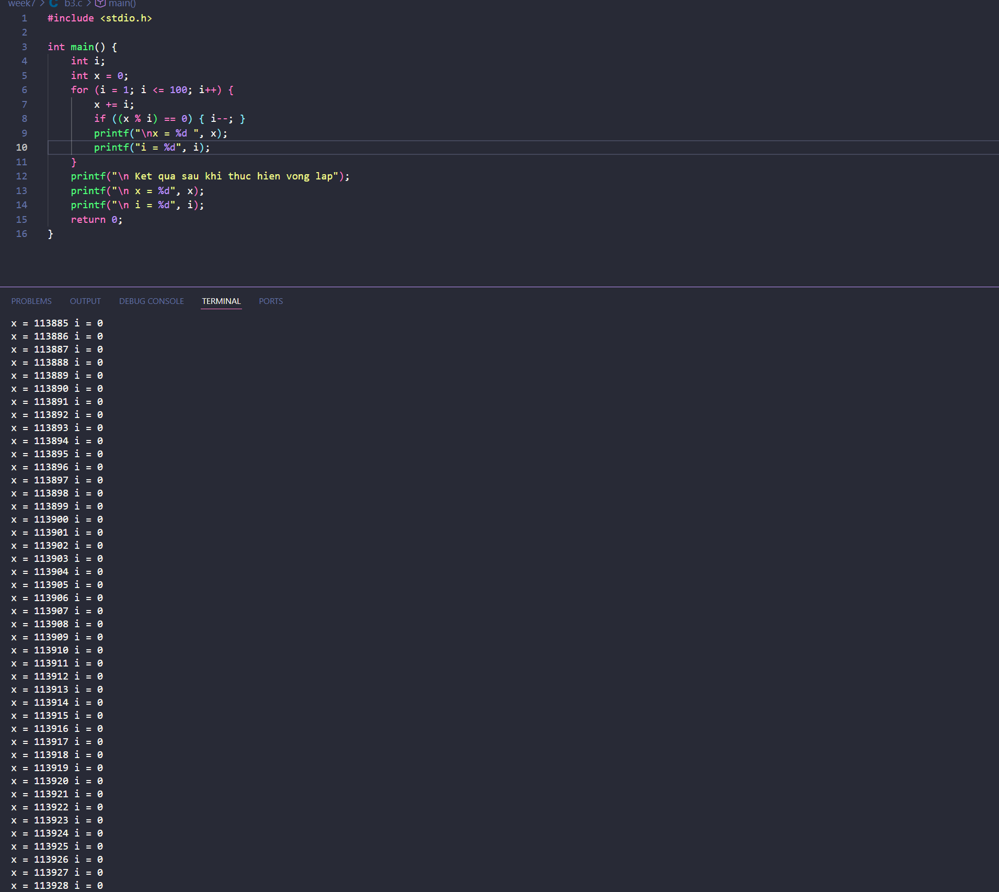 week7 > C b3.c > main()
1 #include <stdio.h>
2
3 int main() {
4 int i;
5 int x = 0;
6 for (i = 1; i <= 100; i++) {
7 x += i;
8 if ((x % i) == 0) { i--; }
9 printf("\nx = %d ", x);
10 printf("i = %d", i);
11 }
12 printf("\n Ket qua sau khi thuc hien vong lap");
13 printf("\n x = %d", x);
14 printf("\n i = %d", i);
15 return 0;
16 }
PROBLEMS OUTPUT DEBUG CONSOLE TERMINAL PORTS
x = 113885 i = 0
x = 113886 i = 0
x = 113887 i = 0
x = 113888 i = 0
x = 113889 i = 0
x = 113890 i = 0
x = 113891 i = 0
x = 113892 i = 0
x = 113893 i = 0
x = 113894 i = 0
x = 113895 i = 0
x = 113896 i = 0
x = 113897 i = 0
x = 113898 i = 0
x = 113899 i = 0
x = 113900 i = 0
x = 113901 i = 0
x = 113902 i = 0
x = 113903 i = 0
x = 113904 i = 0
x = 113905 i = 0
x = 113906 i = 0
x = 113907 i = 0
x = 113908 i = 0
x = 113909 i = 0
x = 113910 i = 0
x = 113911 i = 0
x = 113912 i = 0
x = 113913 i = 0
x = 113914 i = 0
x = 113915 i = 0
x = 113916 i = 0
x = 113917 i = 0
x = 113918 i = 0
x = 113919 i = 0
x = 113920 i = 0
x = 113921 i = 0
x = 113922 i = 0
x = 113923 i = 0
x = 113924 i = 0
x = 113925 i = 0
x = 113926 i = 0
x = 113927 i = 0
x = 113928 i = 0